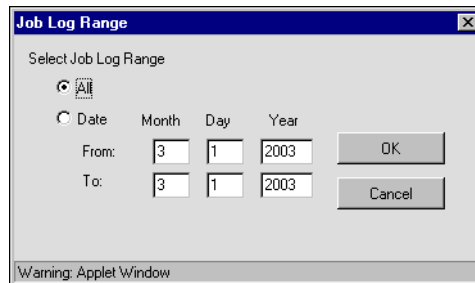 Job Log Range
Select Job Log Range
All
Date Month Day Year
From: 3 1 2003
To: 3 1 2003
OK
Cancel
Warning: Applet Window